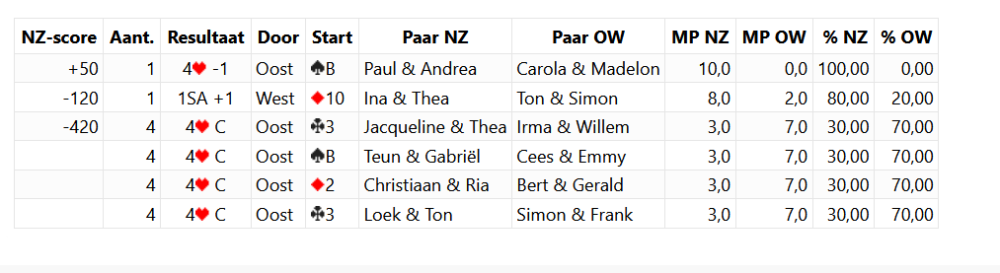 NZ-score Aant. Resultaat Door Start Paar NZ Paar OW MP NZ MP OW % NZ % OW
+50 1 4♥ -1 Oost ♠B Paul & Andrea Carola & Madelon 10,0 0,0 100,00 0,00
-120 1 1SA +1 West ♦10 Ina & Thea Ton & Simon 8,0 2,0 80,00 20,00
-420 4 4♥ C Oost ♣3 Jacqueline & Thea Irma & Willem 3,0 7,0 30,00 70,00
4 4♥ C Oost ♠B Teun & Gabriël Cees & Emmy 3,0 7,0 30,00 70,00
4 4♥ C Oost ♦2 Christiaan & Ria Bert & Gerald 3,0 7,0 30,00 70,00
4 4♥ C Oost ♣3 Loek & Ton Simon & Frank 3,0 7,0 30,00 70,00